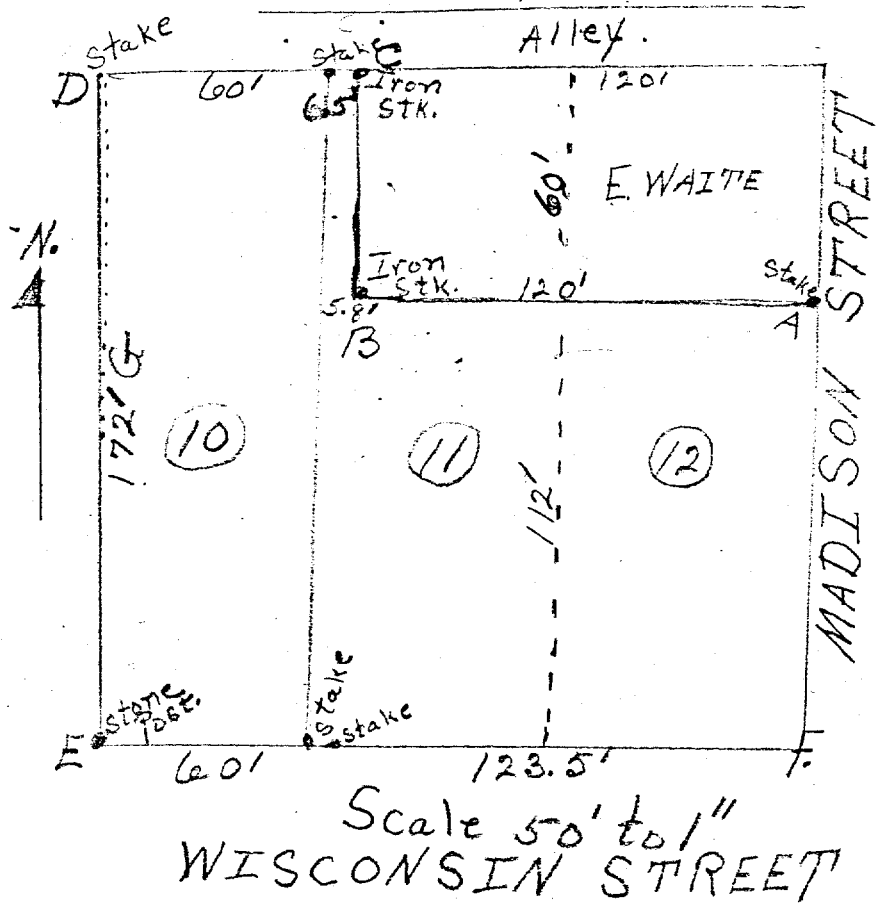 Alley.
Stake
Stake
C
D
60'
6.5'
Iron
Stk.
120'
60'
E. WAITE
MADISON STREET
N.
Iron
Stk.
120'
Stake
5.8'
B
A
172'
G
10
11
12
112'
Stone
Post.
Stake
Stake
E
60'
123.5'
F.
Scale 50' to 1"
WISCONSIN STREET